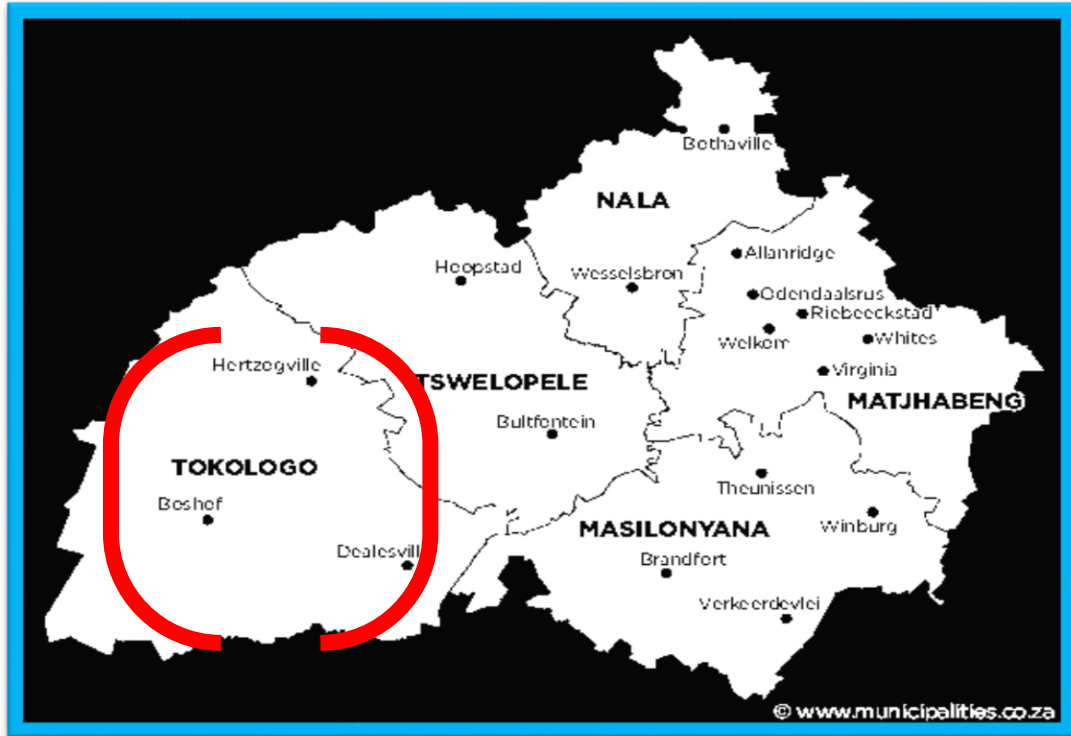 Bothaville
NALA
Allanridge
Hoopstad
Wesselsbron
Odendaalsrus
Riebeeckstad
Welkom
Whites
Hertzogville
Virginia
TSWELOPELE
MATJHABENG
Bultfontein
TOKOLOGO
Theunissen
Boshof
Winburg
MASILONYANA
Dealesvill
Brandfort
Verkeerdevlei
© www.municipalities.co.za